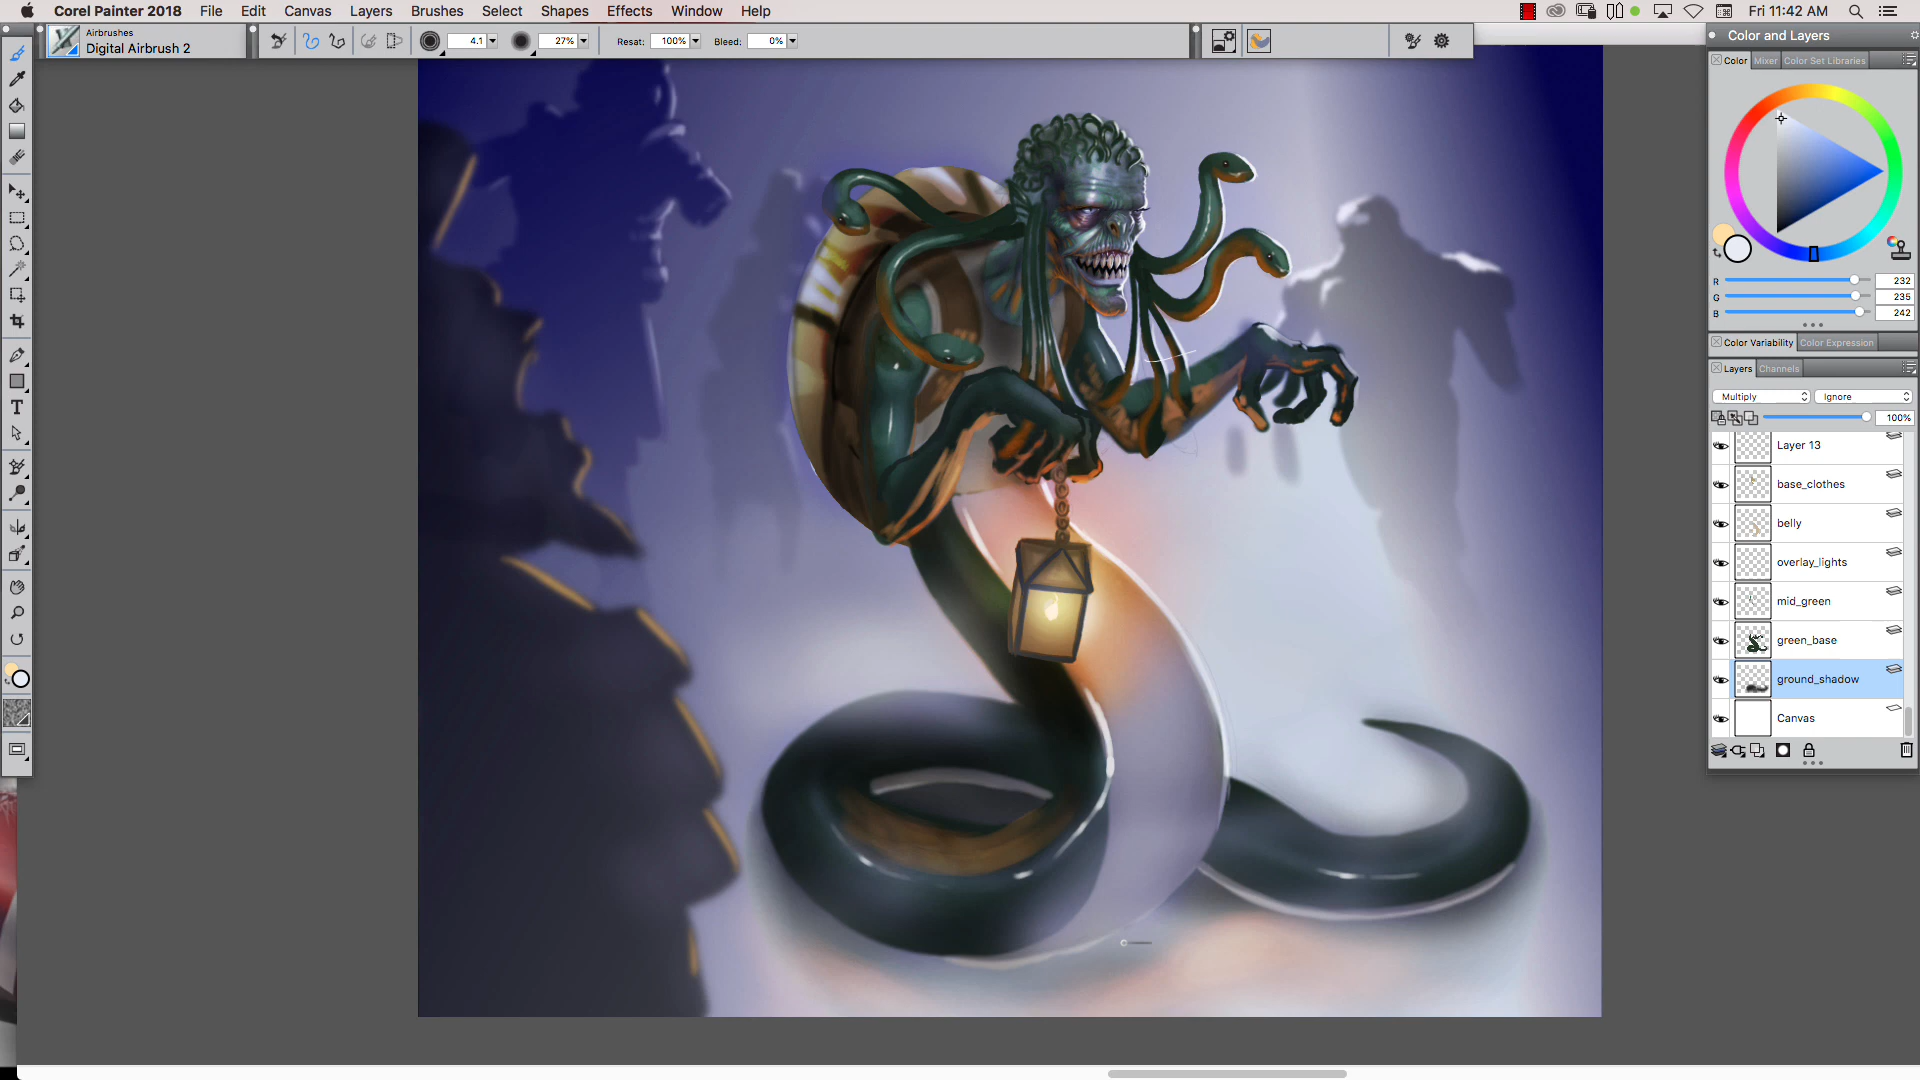 Corel Painter 2018 File Edit Canvas Layers Brushes Select Shapes Effects Window Help Fri 11:42 AM
Airbrushes
Digital Airbrush 2
4.1 27% Resat: 100% Bleed: 0%
Color and Layers
Color Mixer Color Set Libraries
R 232
G 235
B 242
Color Variability Color Expression
Layers Channels
Multiply Ignore
100%
Layer 13
base_clothes
belly
overlay_lights
mid_green
green_base
ground_shadow
Canvas
T